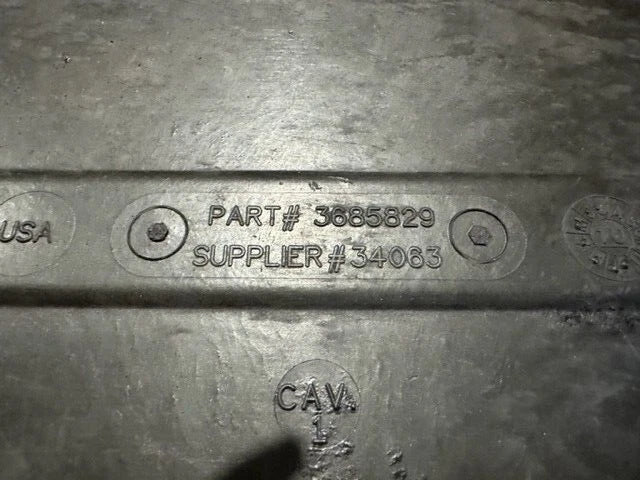 USA
PART# 3685829
SUPPLIER #34063
CAV.
1